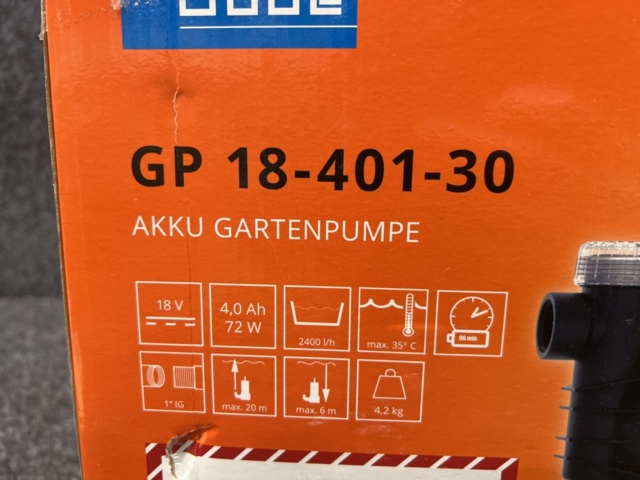 GP 18-401-30
AKKU GARTENPUMPE
18 V
4,0 Ah
72 W
2400 l/h
max. 35° C
1" IG
max. 20 m
max. 6 m
4,2 kg